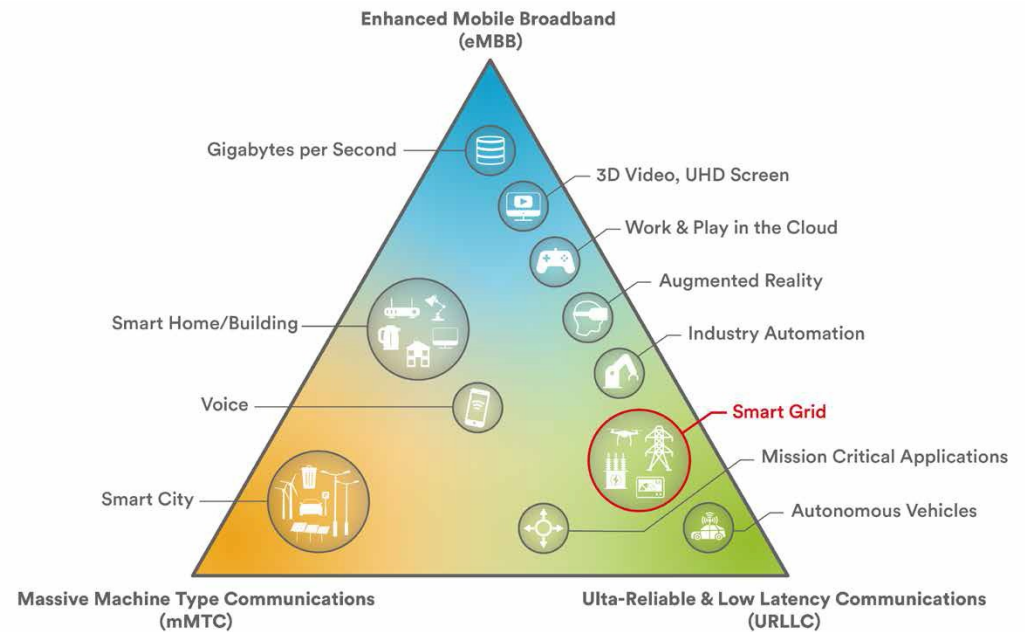 Enhanced Mobile Broadband
(eMBB)
Gigabytes per Second
3D Video, UHD Screen
Work & Play in the Cloud
Augmented Reality
Smart Home/Building
Industry Automation
Voice
Smart Grid
Mission Critical Applications
Smart City
Autonomous Vehicles
Massive Machine Type Communications
(mMTC)
Ulta-Reliable & Low Latency Communications
(URLLC)